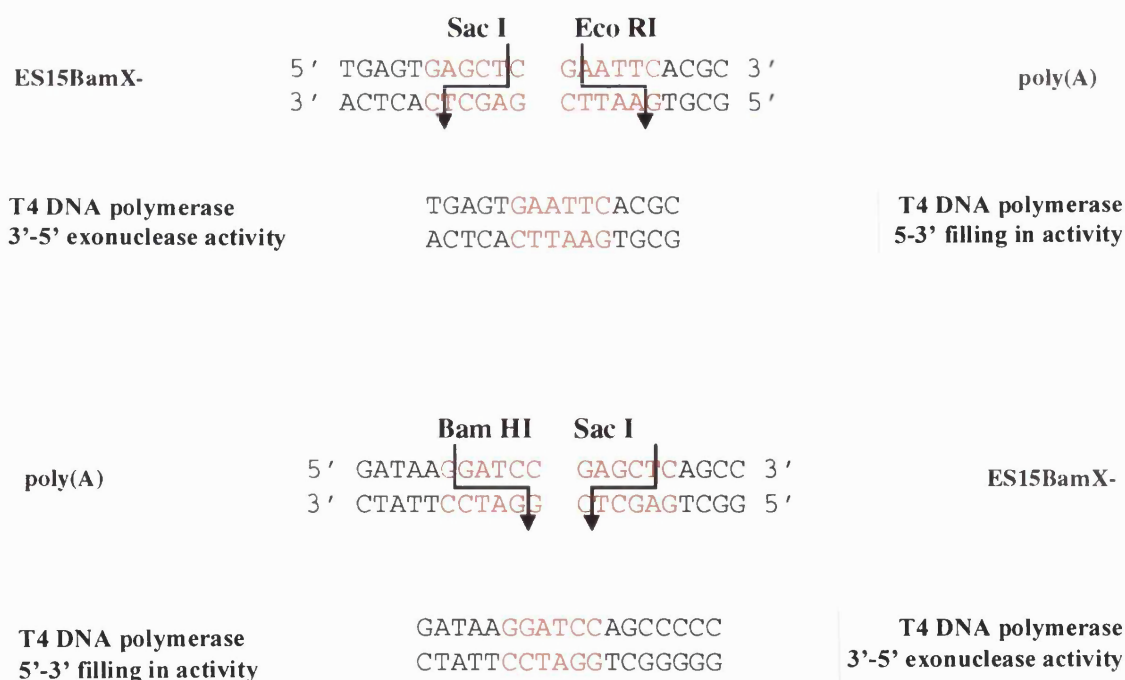 Sac I Eco RI
ES15BamX- 5' TGAGTGAGCTC GAATTCACGC 3' poly(A)
3' ACTCACTCGAG CTTAAGTGCG 5'
T4 DNA polymerase TGAGTGAATTCACGC T4 DNA polymerase
3'-5' exonuclease activity ACTCACTTAAGTGCG 5-3' filling in activity
Bam HI Sac I
poly(A) 5' GATAAGGATCC GAGCTCAGCC 3' ES15BamX-
3' CTATTCCTAGG CTCGAGTCGG 5'
T4 DNA polymerase GATAAGGATCCAGCCCCC T4 DNA polymerase
5'-3' filling in activity CTATTCCTAGGTCGGGGG 3'-5' exonuclease activity